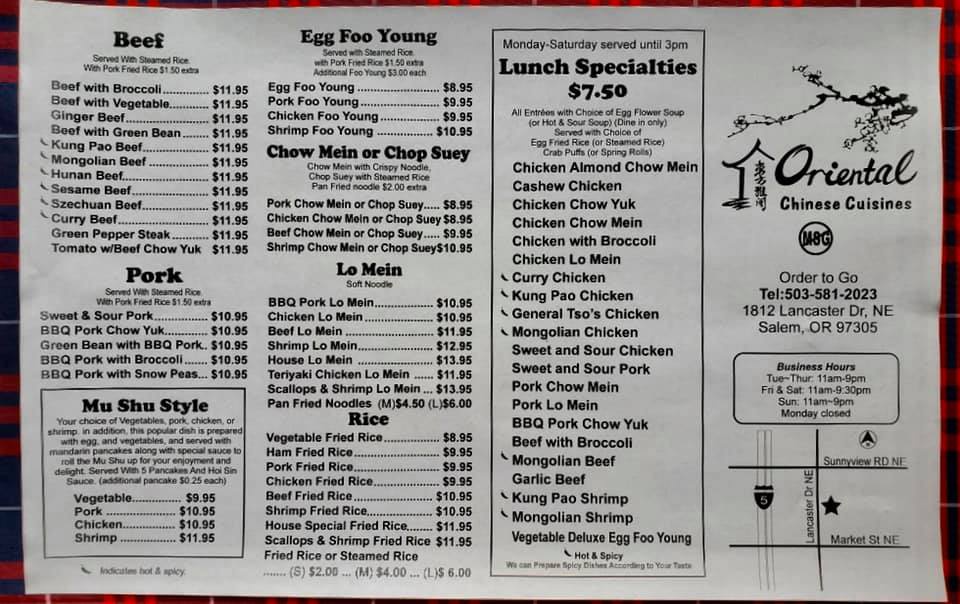 Beef
Served With Steamed Rice.
With Pork Fried Rice $1.50 extra
Beef with Broccoli............. $11.95
Beef with Vegetable........... $11.95
Ginger Beef...................... $11.95
Beef with Green Bean ....... $11.95
Kung Pao Beef.................. $11.95
Mongolian Beef ................ $11.95
Hunan Beef....................... $11.95
Sesame Beef.................... $11.95
Szechuan Beef................. $11.95
Curry Beef........................ $11.95
Green Pepper Steak .......... $11.95
Tomato w/Beef Chow Yuk $11.95
Pork
Served With Steamed Rice.
With Pork Fried Rice $1.50 extra
Sweet & Sour Pork............. $10.95
BBQ Pork Chow Yuk.......... $10.95
Green Bean with BBQ Pork.. $10.95
BBQ Pork with Broccoli ...... $10.95
BBQ Pork with Snow Peas... $10.95
Mu Shu Style
Your choice of Vegetables, pork, chicken, or
shrimp. in addition, this popular dish is prepared
with egg, and vegetables, and served with
mandarin pancakes along with special sauce to
roll the Mu Shu up for your enjoyment and
delight. Served With 5 Pancakes And Hoi Sin
Sauce. (additional pancake $0.25 each)
Vegetable.............. $9.95
Pork .................... $10.95
Chicken................ $10.95
Shrimp ................. $11.95
Indicates hot & spicy.
Egg Foo Young
Served with Steamed Rice.
with Pork Fried Rice $1.50 extra
Additional Foo Young $3.00 each
Egg Foo Young ..................... $8.95
Pork Foo Young .................... $9.95
Chicken Foo Young ............... $9.95
Shrimp Foo Young ............... $10.95
Chow Mein or Chop Suey
Chow Mein with Crispy Noodle,
Chop Suey with Steamed Rice
Pan Fried noodle $2.00 extra
Pork Chow Mein or Chop Suey..... $8.95
Chicken Chow Mein or Chop Suey $8.95
Beef Chow Mein or Chop Suey..... $9.95
Shrimp Chow Mein or Chop Suey$10.95
Lo Mein
Soft Noodle
BBQ Pork Lo Mein................. $10.95
Chicken Lo Mein .................... $10.95
Beef Lo Mein .......................... $11.95
Shrimp Lo Mein...................... $12.95
House Lo Mein ...................... $13.95
Teriyaki Chicken Lo Mein ...... $11.95
Scallops & Shrimp Lo Mein ... $13.95
Pan Fried Noodles (M)$4.50 (L)$6.00
Rice
Vegetable Fried Rice................ $8.95
Ham Fried Rice........................ $9.95
Pork Fried Rice........................ $9.95
Chicken Fried Rice................... $9.95
Beef Fried Rice...................... $10.95
Shrimp Fried Rice................... $10.95
House Special Fried Rice....... $11.95
Scallops & Shrimp Fried Rice $11.95
Fried Rice or Steamed Rice
....... (S) $2.00 ... (M) $4.00 ... (L)$ 6.00
Monday-Saturday served until 3pm
Lunch Specialties
$7.50
All Entrées with Choice of Egg Flower Soup
(or Hot & Sour Soup) (Dine in only)
Served with Choice of
Egg Fried Rice (or Steamed Rice)
Crab Puffs (or Spring Rolls)
Chicken Almond Chow Mein
Cashew Chicken
Chicken Chow Yuk
Chicken Chow Mein
Chicken with Broccoli
Chicken Lo Mein
Curry Chicken
Kung Pao Chicken
General Tso's Chicken
Mongolian Chicken
Sweet and Sour Chicken
Sweet and Sour Pork
Pork Chow Mein
Pork Lo Mein
BBQ Pork Chow Yuk
Beef with Broccoli
Mongolian Beef
Garlic Beef
Kung Pao Shrimp
Mongolian Shrimp
Vegetable Deluxe Egg Foo Young
Hot & Spicy
We can Prepare Spicy Dishes According to Your Taste
Oriental
Chinese Cuisines
MSG
Order to Go
Tel:503-581-2023
1812 Lancaster Dr, NE
Salem, OR 97305
Business Hours
Tue~Thur: 11am-9pm
Fri & Sat: 11am-9:30pm
Sun: 11am~9pm
Monday closed
Sunnyview RD NE
5
Lancaster Dr NE
Market St NE